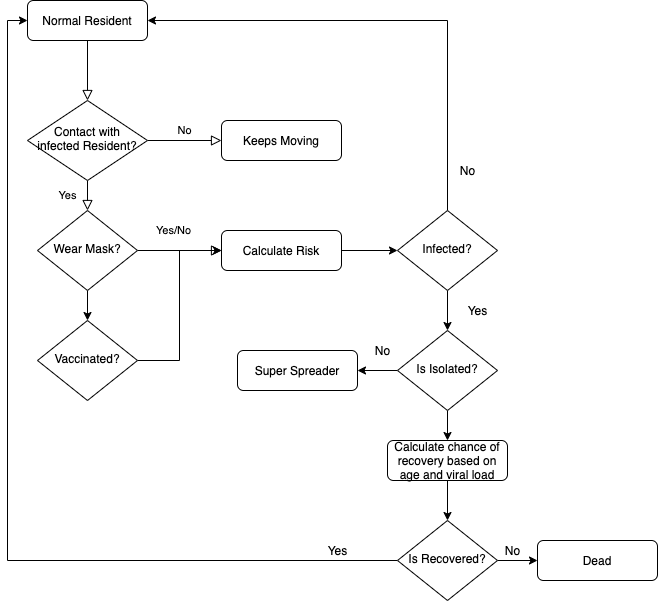 Normal Resident
Contact with
infected Resident?
No
Keeps Moving
No
Yes
Wear Mask?
Yes/No
Calculate Risk
Infected?
Yes
Vaccinated?
Super Spreader
No
Is Isolated?
Calculate chance of
recovery based on
age and viral load
Yes
Is Recovered?
No
Dead